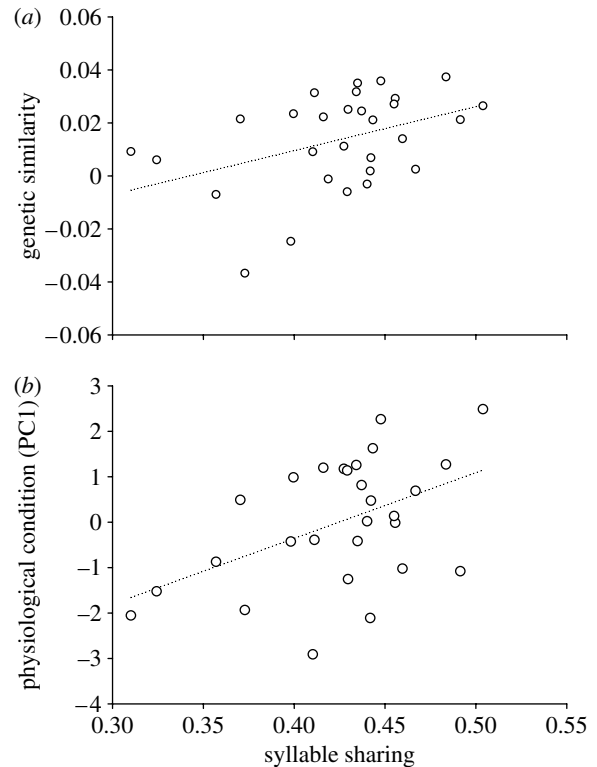 (a)
0.06
0.04
0.02
0
−0.02
−0.04
−0.06
genetic similarity
(b)
3
2
1
0
−1
−2
−3
−4
physiological condition (PC1)
0.30 0.35 0.40 0.45 0.50 0.55
syllable sharing